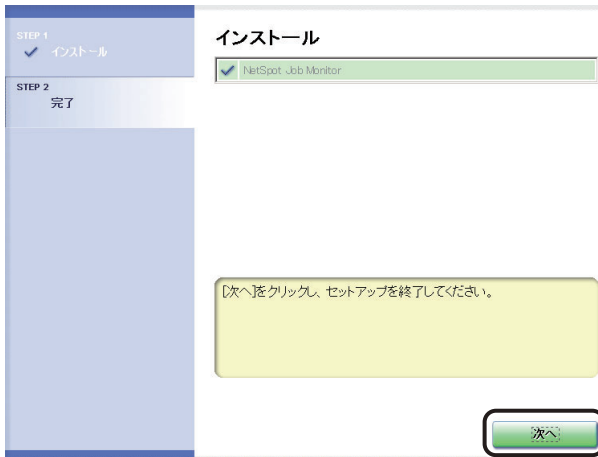 STEP 1
インストール
STEP 2
完了
インストール
NetSpot Job Monitor
[次へ]をクリックし、セットアップを終了してください。
次へ